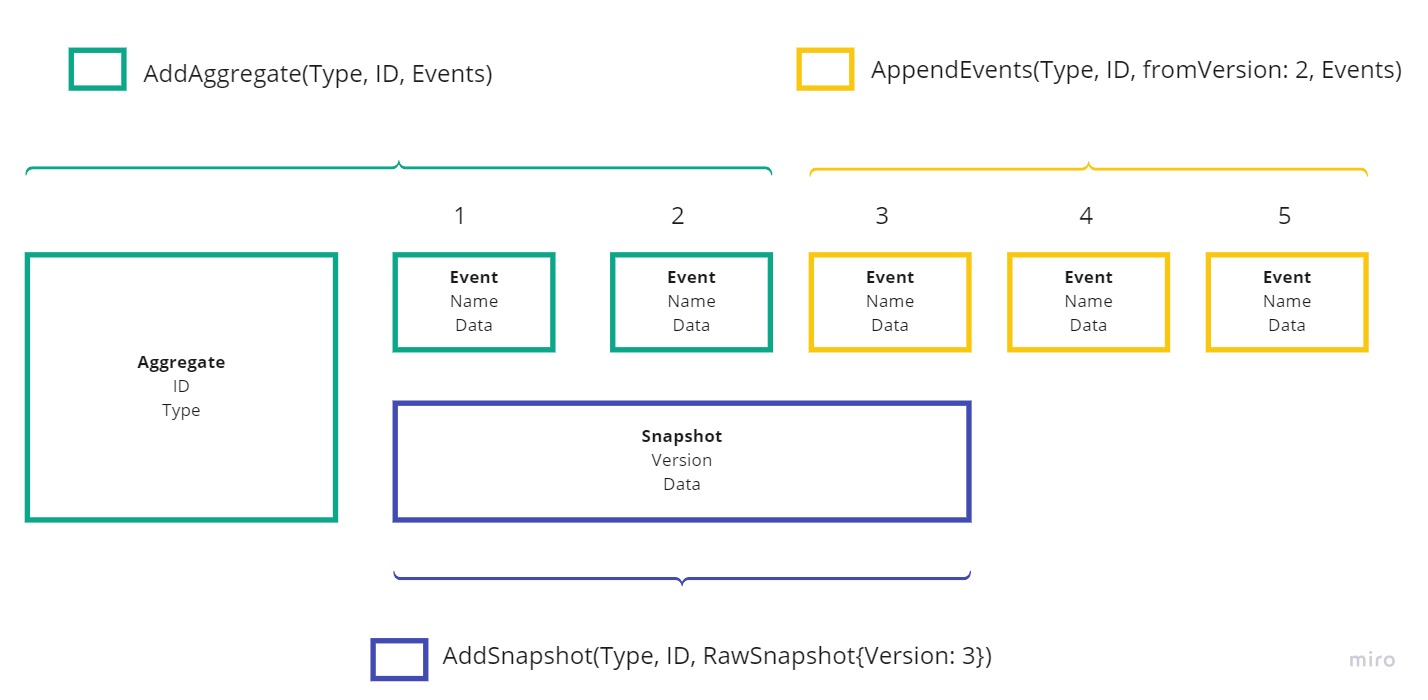 AddAggregate(Type, ID, Events)
AppendEvents(Type, ID, fromVersion: 2, Events)
1
2
3
4
5
Aggregate
ID
Type
Event
Name
Data
Event
Name
Data
Event
Name
Data
Event
Name
Data
Event
Name
Data
Snapshot
Version
Data
AddSnapshot(Type, ID, RawSnapshot{Version: 3})
miro